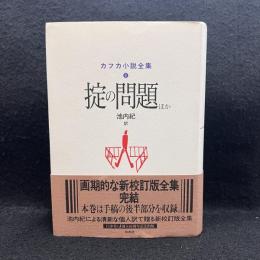 カフカ小説全集
6
掟の問題 ほか
池内紀
訳
画期的な新校訂版全集
完結
本巻は手稿の後半部分を収録
池内紀による清新な個人訳で贈る新校訂版全集
白水社